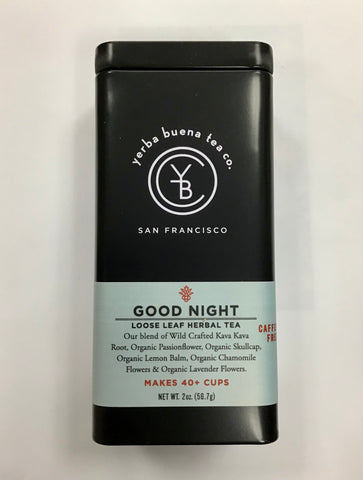 yerba buena tea co.
YB
SAN FRANCISCO
GOOD NIGHT
LOOSE LEAF HERBAL TEA
Our blend of Wild Crafted Kava Kava
Root, Organic Passionflower, Organic Skullcap,
Organic Lemon Balm, Organic Chamomile
Flowers & Organic Lavender Flowers.
MAKES 40+ CUPS
NET WT. 2oz. (56.7g)